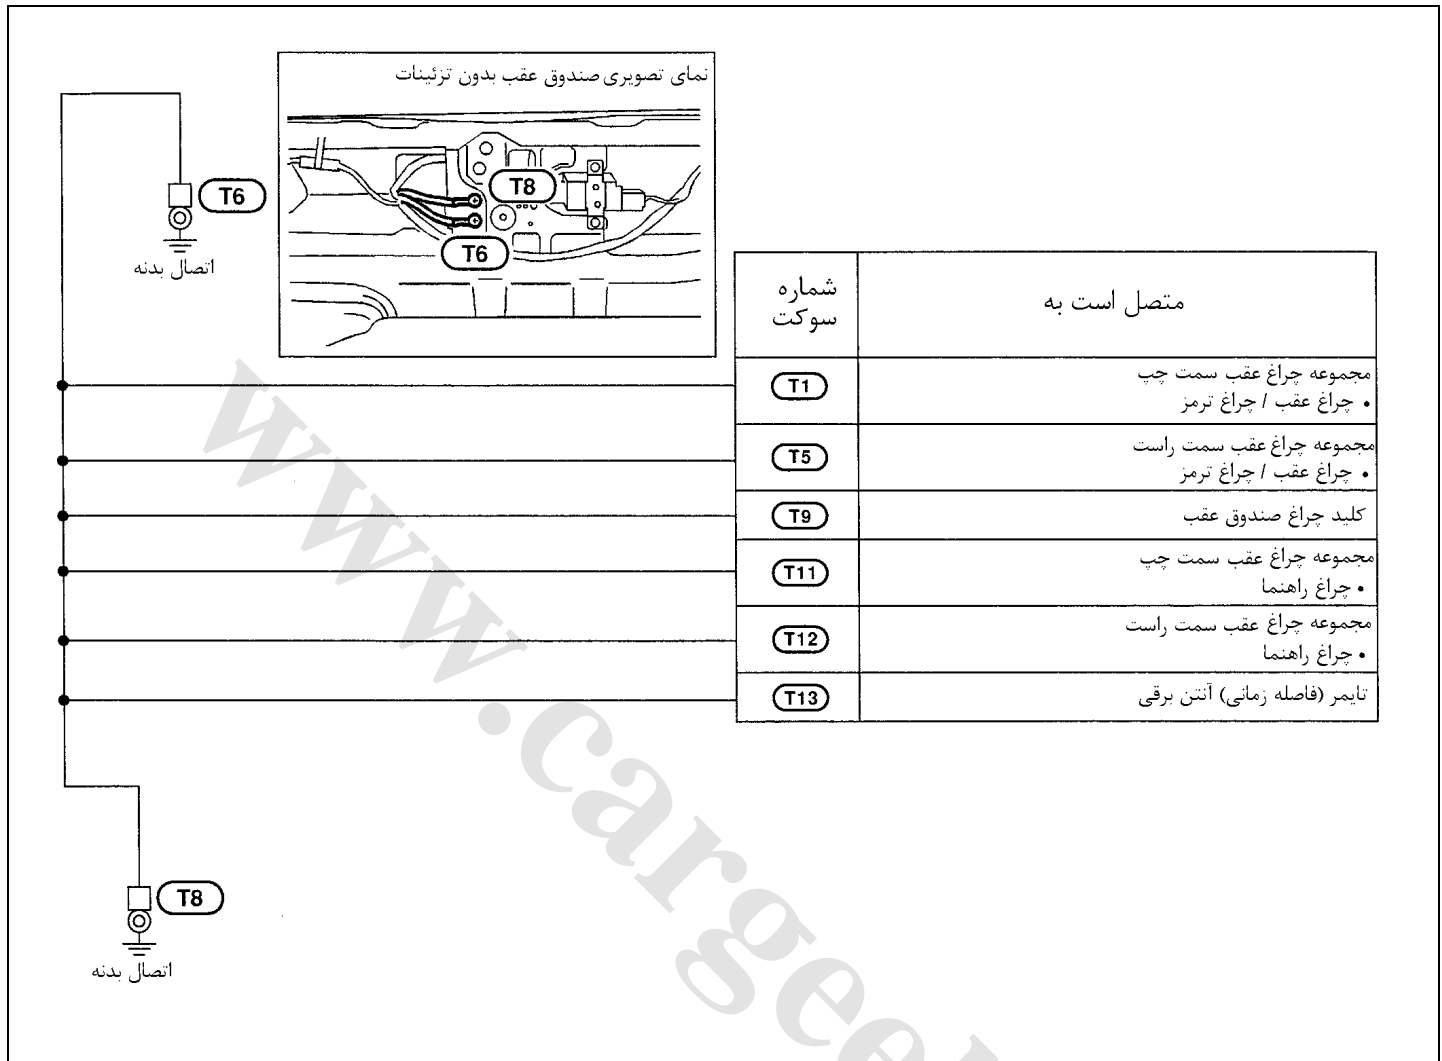 نمای تصویری صندوق عقب بدون تزئینات
T8
T6
T6
اتصال بدنه
شماره سوکت
متصل است به
T1
مجموعه چراغ عقب سمت چپ
• چراغ عقب / چراغ ترمز
T5
مجموعه چراغ عقب سمت راست
• چراغ عقب / چراغ ترمز
T9
کلید چراغ صندوق عقب
T11
مجموعه چراغ عقب سمت چپ
• چراغ راهنما
T12
مجموعه چراغ عقب سمت راست
• چراغ راهنما
T13
تایمر (فاصله زمانی) آنتن برقی
T8
اتصال بدنه
www.cargeek